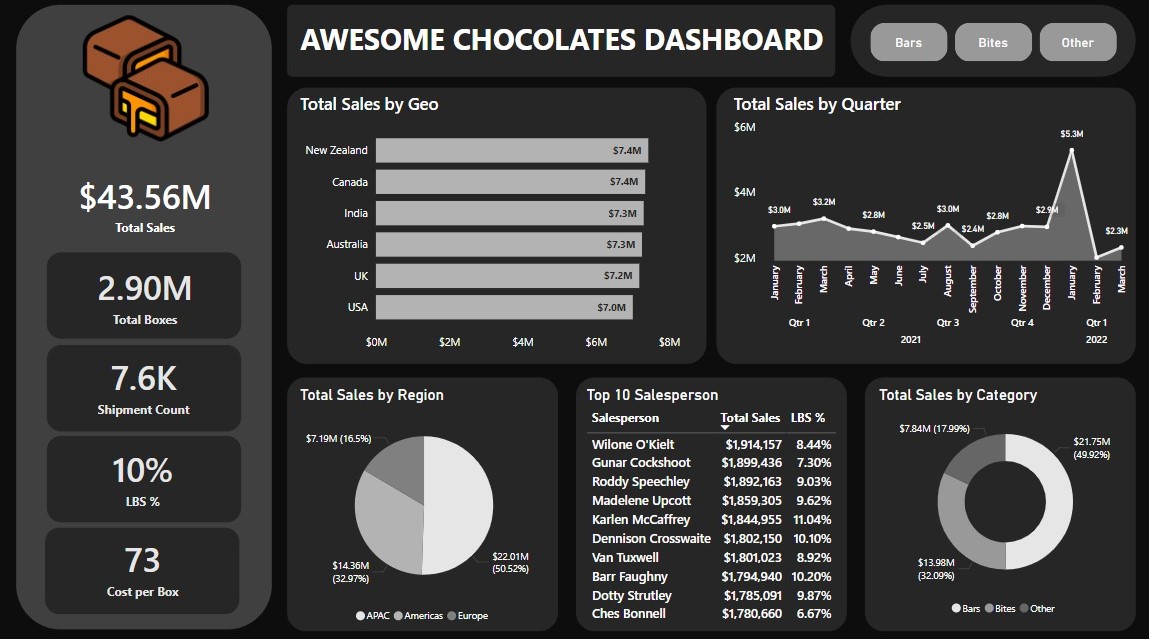 AWESOME CHOCOLATES DASHBOARD
Bars
Bites
Other
$43.56M
Total Sales
2.90M
Total Boxes
7.6K
Shipment Count
10%
LBS %
73
Cost per Box
Total Sales by Geo
New Zealand $7.4M
Canada $7.4M
India $7.3M
Australia $7.3M
UK $7.2M
USA $7.0M
$0M $2M $4M $6M $8M
Total Sales by Quarter
$6M
$4M
$2M
$3.0M $3.2M $2.8M $2.5M $3.0M $2.4M $2.8M $2.9M $5.3M $2.3M
January February March April May June July August September October November December January February March
Qtr 1 Qtr 2 Qtr 3 Qtr 4 Qtr 1
2021 2022
Total Sales by Region
$7.19M (16.5%)
$14.36M
(32.97%)
$22.01M
(50.52%)
APAC Americas Europe
Top 10 Salesperson
Salesperson Total Sales LBS %
Wilone O'Kielt $1,914,157 8.44%
Gunar Cockshoot $1,899,436 7.30%
Roddy Speechley $1,892,163 9.03%
Madelene Upcott $1,859,305 9.62%
Karlen McCaffrey $1,844,955 11.04%
Dennison Crosswaite $1,802,150 10.10%
Van Tuxwell $1,801,023 8.92%
Barr Faughny $1,794,940 10.20%
Dotty Strutley $1,785,091 9.87%
Ches Bonnell $1,780,660 6.67%
Total Sales by Category
$7.84M (17.99%)
$21.75M
(49.92%)
$13.98M
(32.09%)
Bars Bites Other